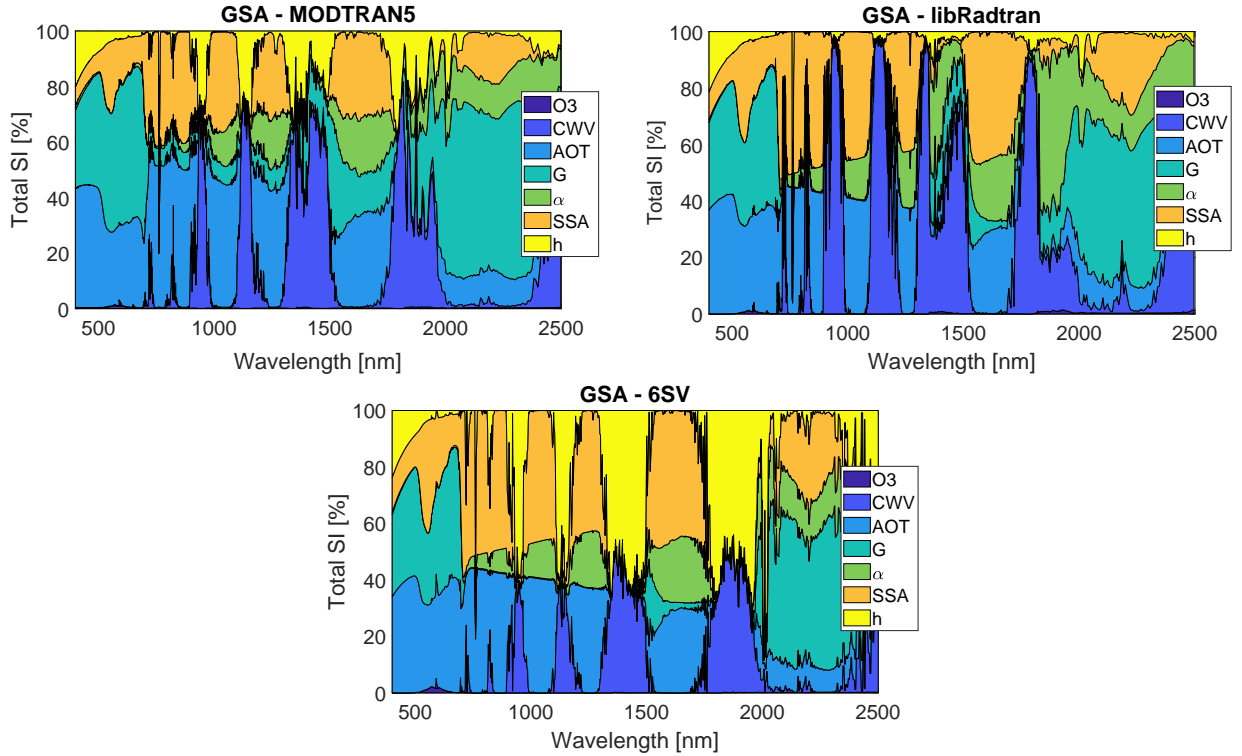 GSA - MODTRAN5
Total SI [%]
100
80
60
40
20
0
500
1000
1500
2000
2500
Wavelength [nm]
O3
CWV
AOT
G
α
SSA
h
GSA - libRadtran
Total SI [%]
100
80
60
40
20
0
500
1000
1500
2000
2500
Wavelength [nm]
O3
CWV
AOT
G
α
SSA
h
GSA - 6SV
Total SI [%]
100
80
60
40
20
0
500
1000
1500
2000
2500
Wavelength [nm]
O3
CWV
AOT
G
α
SSA
h